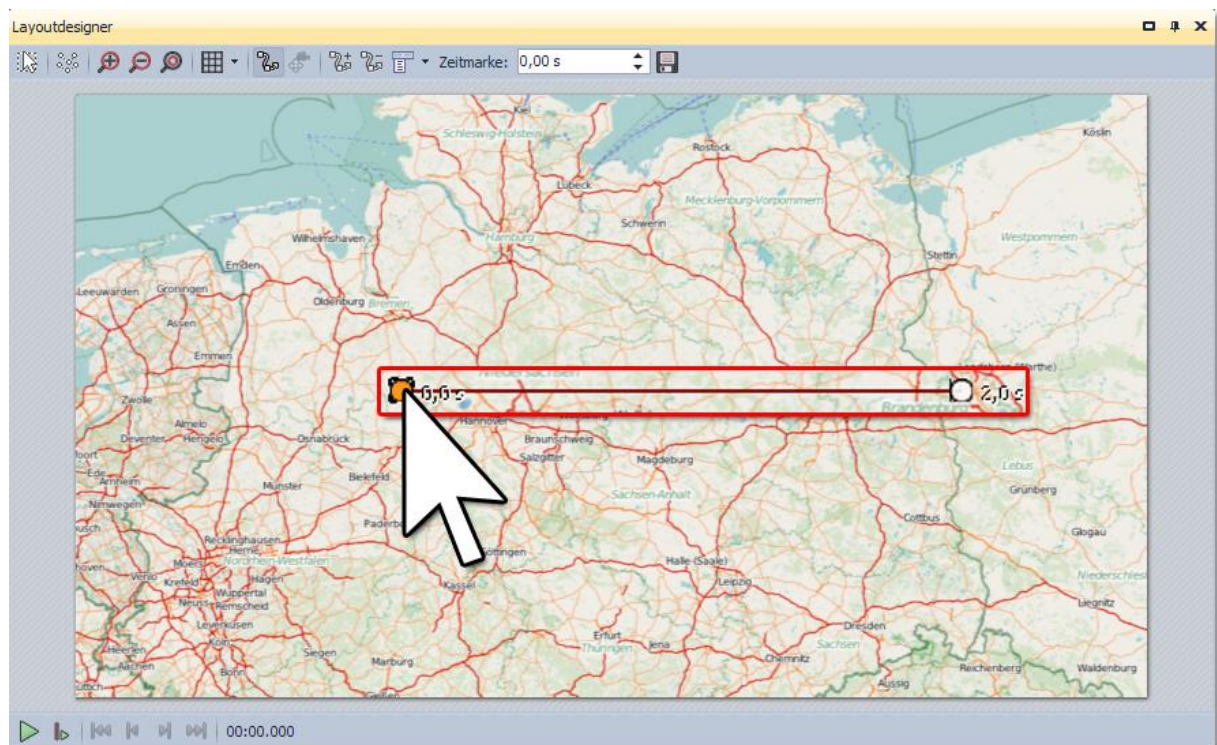 Layoutdesigner
Zeitmarke: 0,00 s
Kiel
Schleswig-Holstein
Köslin
Rostock
Lübeck
Mecklenburg-Vorpommern
Schwerin
Wilhelmshaven
Hamburg
Westpommern
Stettin
Emden
Leeuwarden
Groningen
Oldenburg
Bremen
Assen
Emmen
Niedersachsen
0,0 s
2,0 s
Zwolle
Brandenburg
Almelo
Hannover
Deventer
Hengelo
Osnabrück
Braunschweig
Salzgitter
Magdeburg
Ede
Arnheim
Bielefeld
Lebus
Münster
Sachsen-Anhalt
Grünberg
Nimwegen
Cottbus
Glogau
Recklinghausen
Herne
Göttingen
Halle (Saale)
Moers
Nordrhein-Westfalen
Venlo
Krefeld
Hagen
Kassel
Leipzig
Wuppertal
Neuss
Remscheid
Liegnitz
Leverkusen
Dresden
Köln
Erfurt
Heerlen
Siegen
Thüringen
Jena
Sachsen
Aachen
Bonn
Marburg
Chemnitz
Reichenberg
Waldenburg
Aussig
Gießen
00:00.000